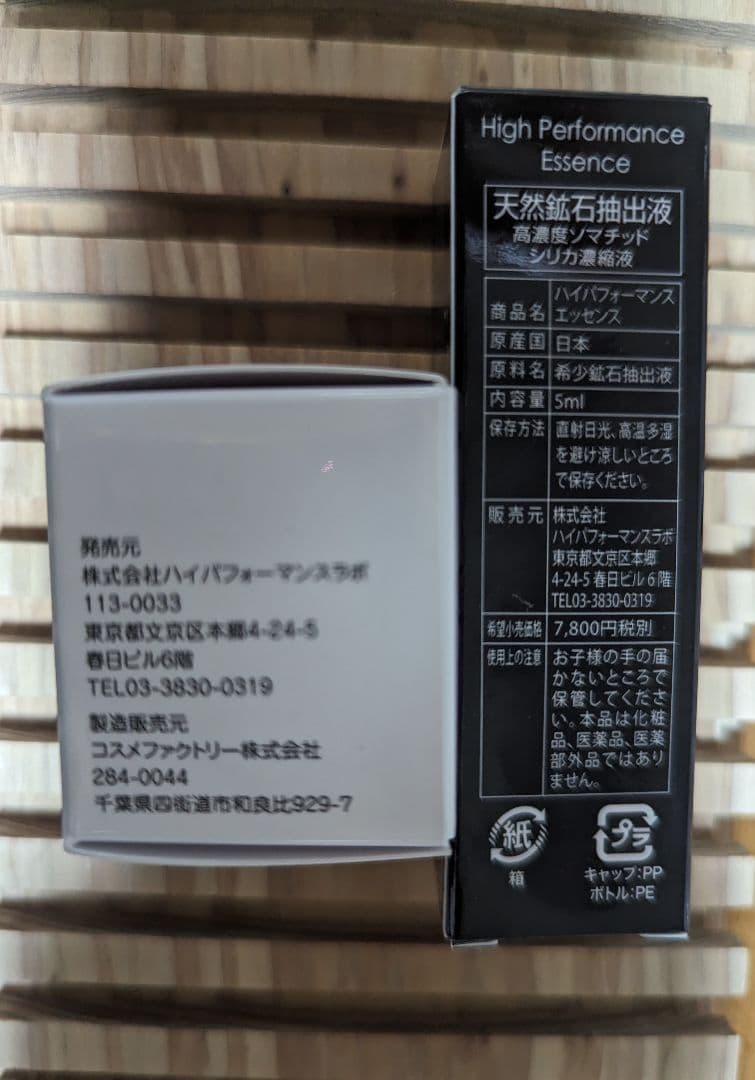 発売元
株式会社ハイパフォーマンスラボ
113-0033
東京都文京区本郷4-24-5
春日ビル6階
TEL03-3830-0319
製造販売元
コスメファクトリー株式会社
284-0044
千葉県四街道市和良比929-7
High Performance
Essence
天然鉱石抽出液
高濃度ソマチッド
シリカ濃縮液
商品名 ハイパフォーマンス
エッセンス
原産国 日本
原料名 希少鉱石抽出液
内容量 5ml
保存方法 直射日光、高温多湿
を避け涼しいところ
で保存ください。
販売元 株式会社
ハイパフォーマンスラボ
東京都文京区本郷
4-24-5 春日ビル6階
TEL03-3830-0319
希望小売価格 7,800円税別
使用上の注意 お子様の手の届
かないところで
保管してくださ
い。本品は化粧
品、医薬品、医薬
部外品ではあり
ません。
紙
箱
プラ
キャップ:PP
ボトル:PE